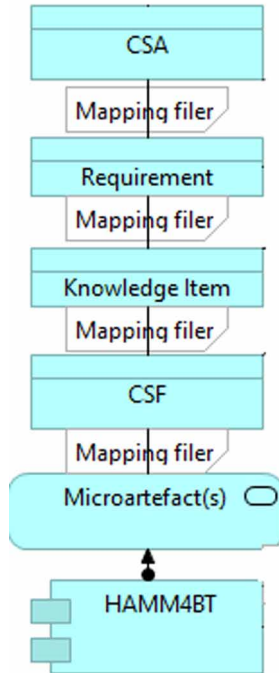 CSA
Mapping filer
Requirement
Mapping filer
Knowledge Item
Mapping filer
CSF
Mapping filer
Microartefact(s)
HAMM4BT